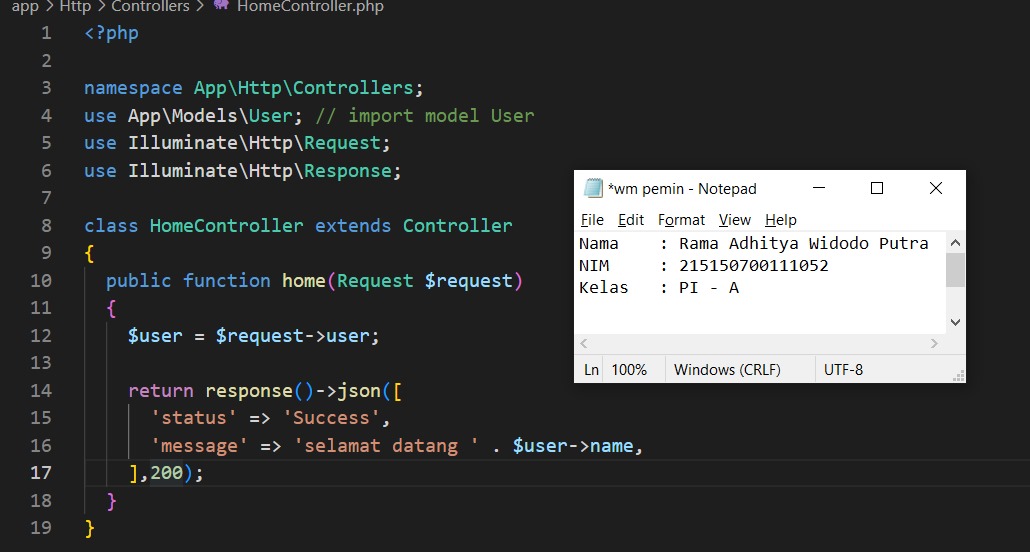 app > Http > Controllers > HomeController.php
1 <?php
2
3 namespace App\Http\Controllers;
4 use App\Models\User; // import model User
5 use Illuminate\Http\Request;
6 use Illuminate\Http\Response;
7
8 class HomeController extends Controller
9 {
10 public function home(Request $request)
11 {
12 $user = $request->user;
13
14 return response()->json([
15 'status' => 'Success',
16 'message' => 'selamat datang ' . $user->name,
17 ],200);
18 }
19 }
*wm pemin - Notepad
File Edit Format View Help
Nama : Rama Adhitya Widodo Putra
NIM : 215150700111052
Kelas : PI - A
Ln 100% Windows (CRLF) UTF-8